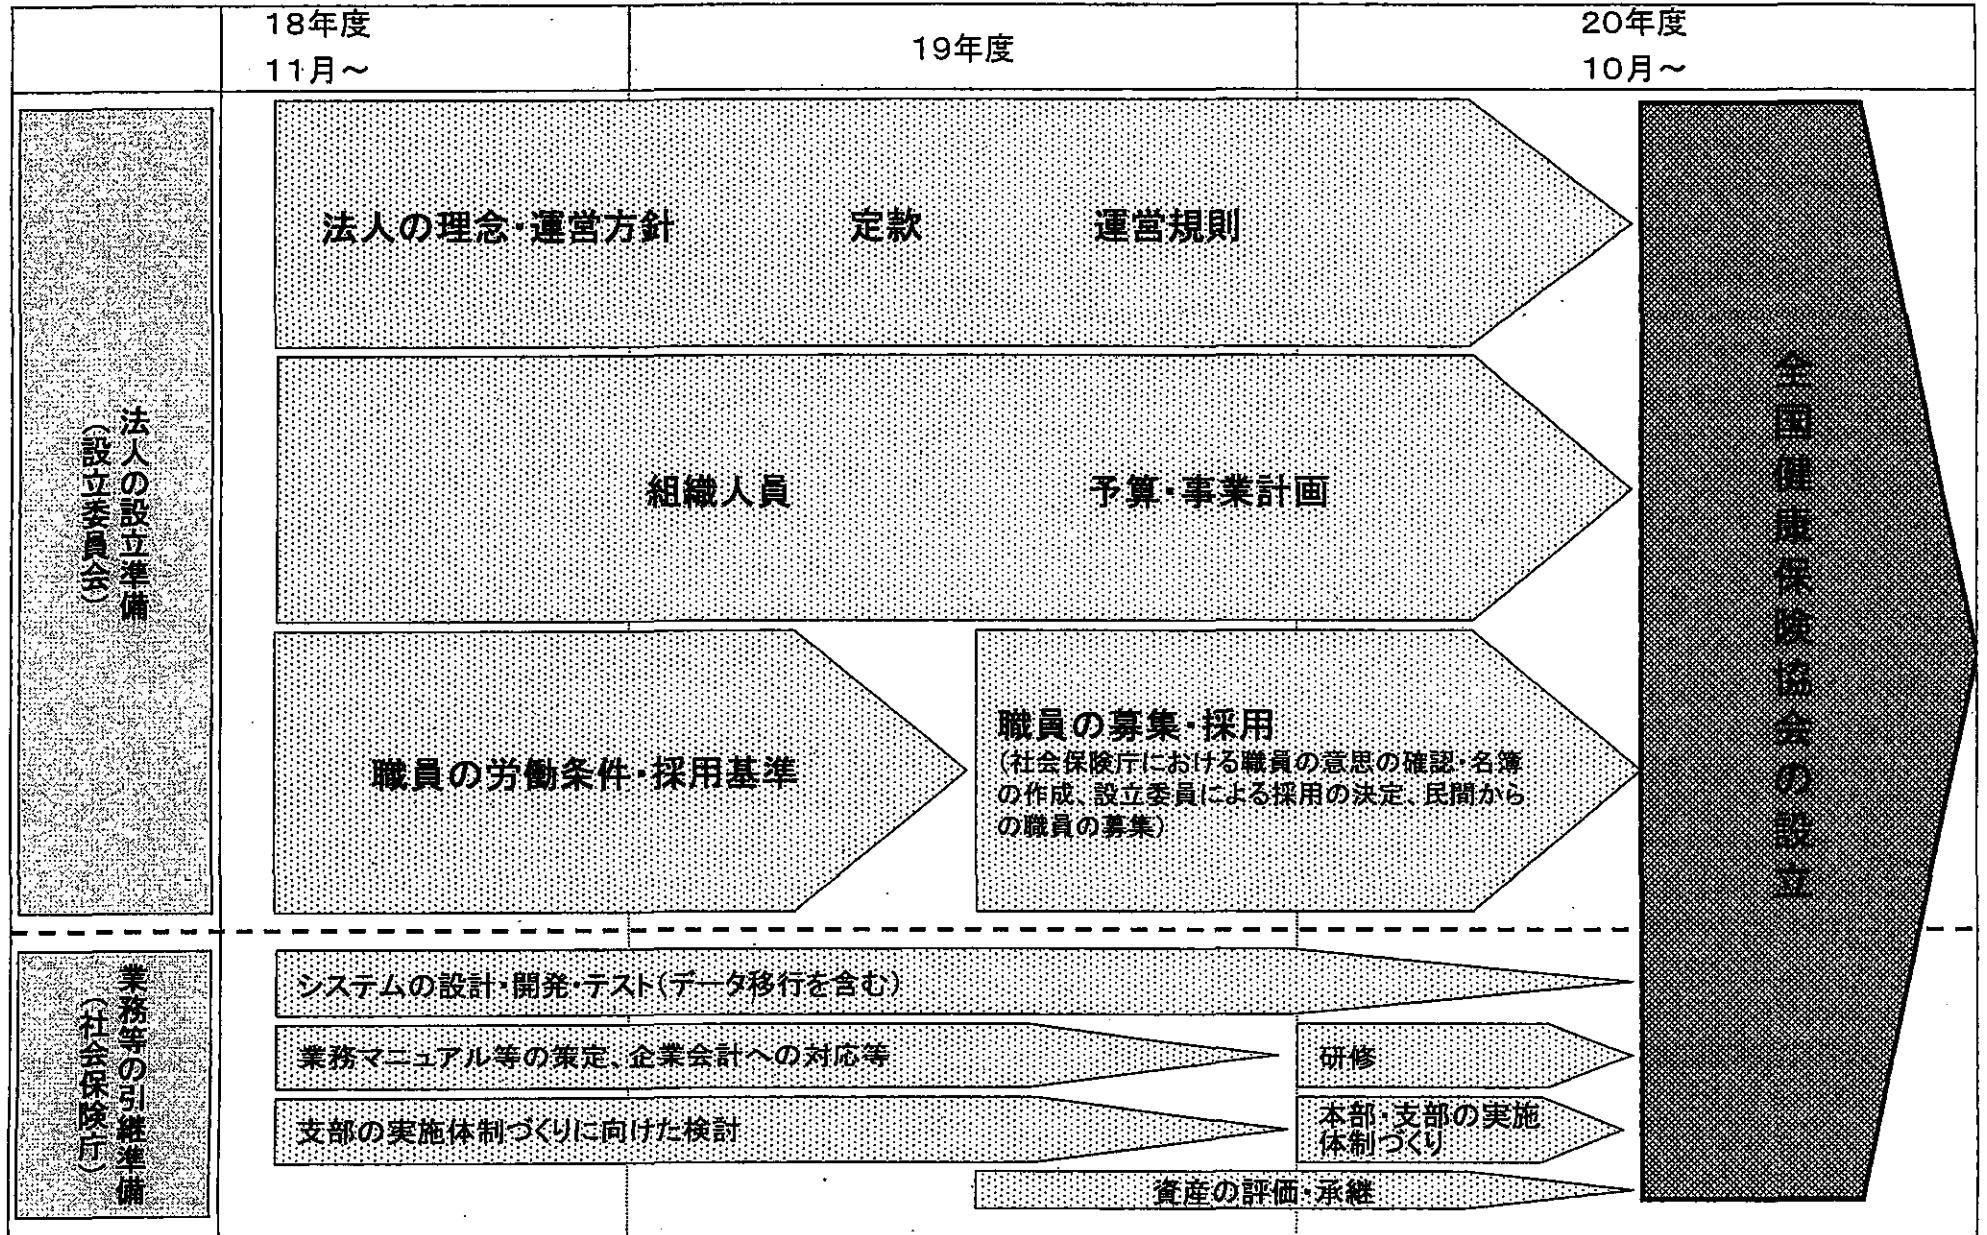 18年度
11月～
19年度
20年度
10月～
法人の設立準備
（設立委員会）
法人の理念・運営方針
定款
運営規則
組織人員
予算・事業計画
職員の労働条件・採用基準
職員の募集・採用
（社会保険庁における職員の意思の確認・名簿
の作成、設立委員による採用の決定、民間から
の職員の募集）
全国健康保険協会の設立
業務等の引継準備
（社会保険庁）
システムの設計・開発・テスト（データ移行を含む）
業務マニュアル等の策定、企業会計への対応等
研修
支部の実施体制づくりに向けた検討
本部・支部の実施
体制づくり
資産の評価・承継